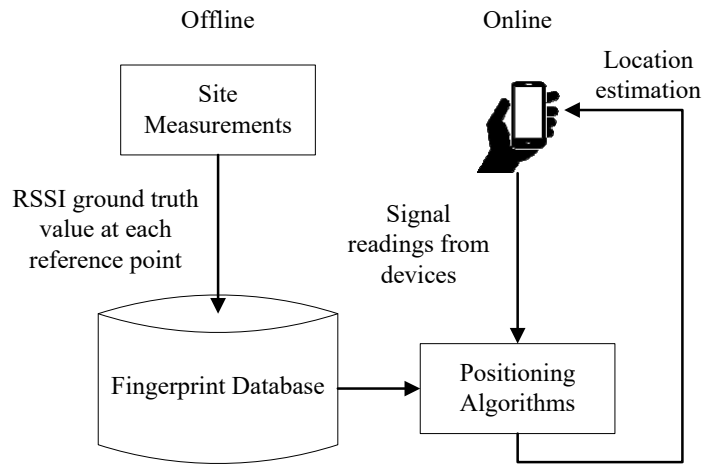 Offline
Site
Measurements
RSSI ground truth
value at each
reference point
Fingerprint Database
Online
Location
estimation
Signal
readings from
devices
Positioning
Algorithms